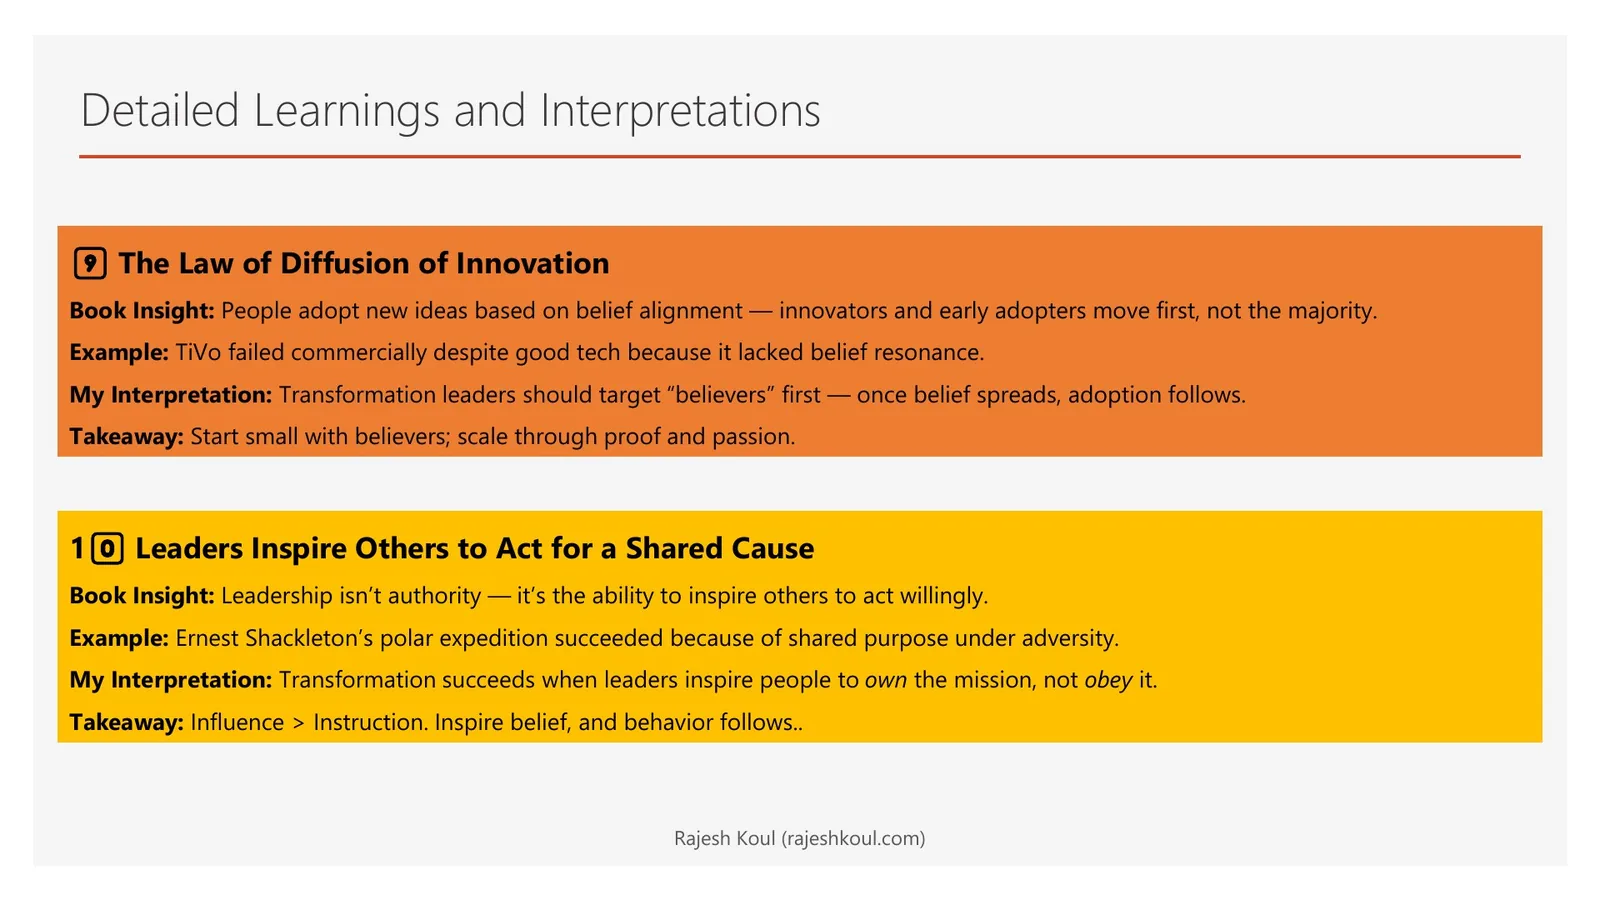 Detailed Learnings and Interpretations
9 The Law of Diffusion of Innovation
Book Insight: People adopt new ideas based on belief alignment — innovators and early adopters move first, not the majority.
Example: TiVo failed commercially despite good tech because it lacked belief resonance.
My Interpretation: Transformation leaders should target “believers” first — once belief spreads, adoption follows.
Takeaway: Start small with believers; scale through proof and passion.
10 Leaders Inspire Others to Act for a Shared Cause
Book Insight: Leadership isn’t authority — it’s the ability to inspire others to act willingly.
Example: Ernest Shackleton’s polar expedition succeeded because of shared purpose under adversity.
My Interpretation: Transformation succeeds when leaders inspire people to own the mission, not obey it.
Takeaway: Influence > Instruction. Inspire belief, and behavior follows..
Rajesh Koul (rajeshkoul.com)